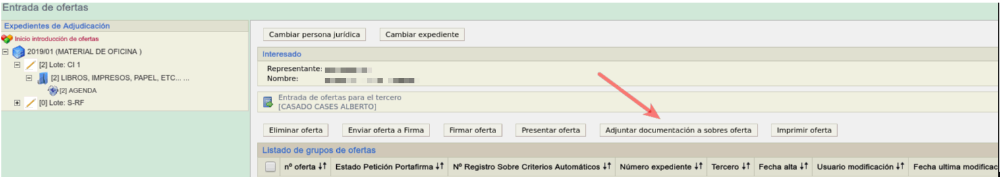 Entrada de ofertas
Expedientes de Adjudicación
Inicio introducción de ofertas
2019/01 (MATERIAL DE OFICINA )
[2] Lote: CI 1
[2] LIBROS, IMPRESOS, PAPEL, ETC... ...
[2] AGENDA
[0] Lote: S-RF
Cambiar persona jurídica Cambiar expediente
Interesado
Representante:
Nombre:
Entrada de ofertas para el tercero
[CASADO CASES ALBERTO]
Eliminar oferta Enviar oferta a Firma Firmar oferta Presentar oferta Adjuntar documentación a sobres oferta Imprimir oferta
Listado de grupos de ofertas
nº oferta Estado Petición Portafirma Nº Registro Sobre Criterios Automáticos Número expediente Tercero Fecha alta Usuario modificación Fecha ultima modificac